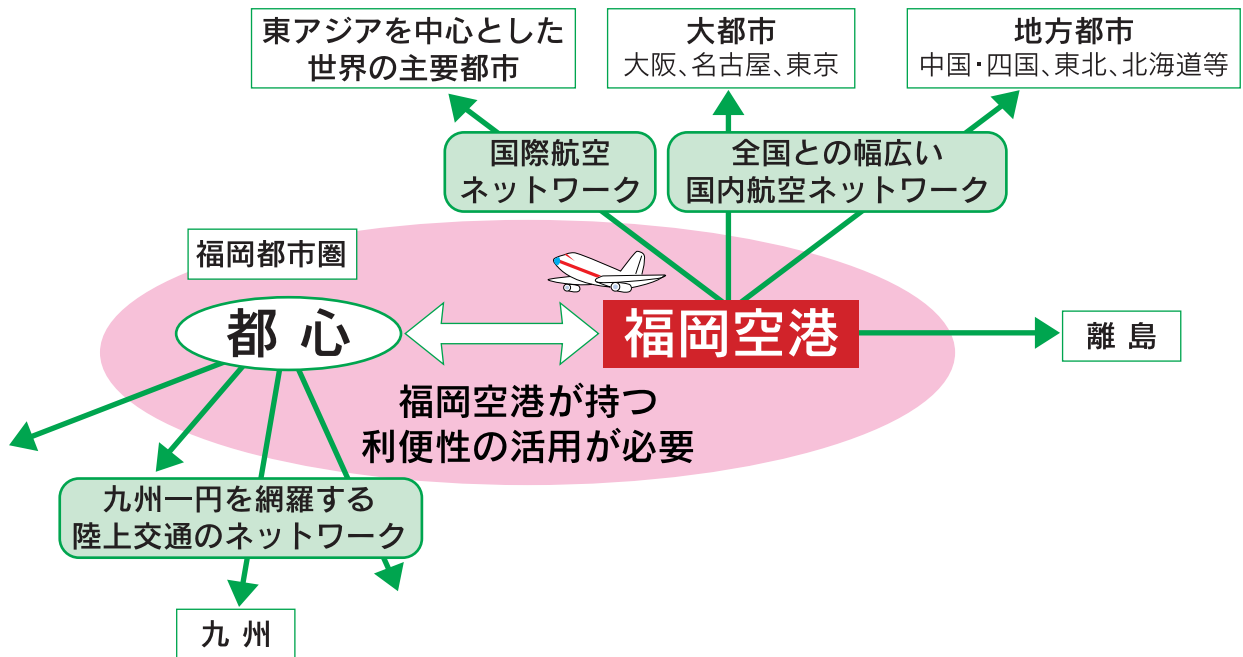 東アジアを中心とした
世界の主要都市
大都市
大阪、名古屋、東京
地方都市
中国・四国、東北、北海道等
国際航空
ネットワーク
全国との幅広い
国内航空ネットワーク
福岡都市圏
都心
福岡空港
離島
福岡空港が持つ
利便性の活用が必要
九州一円を網羅する
陸上交通のネットワーク
九州